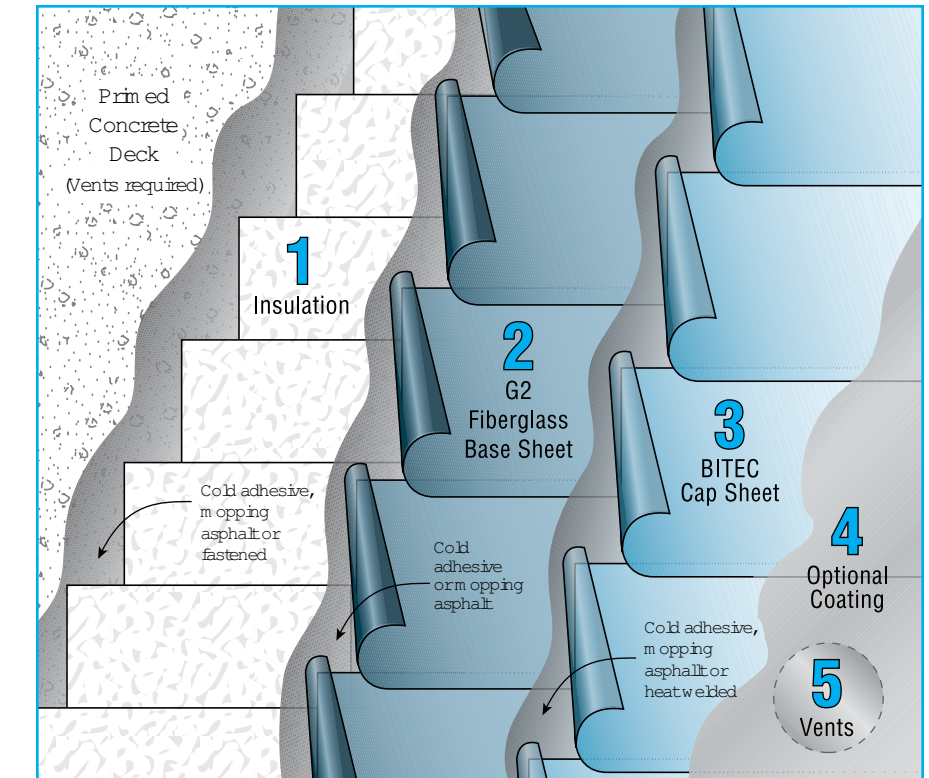 Primed
Concrete
Deck
(Vents required)
1
Insulation
2
G2
Fiberglass
Base Sheet
3
BITEC
Cap Sheet
Cold adhesive,
mopping
asphalt or
fastened
4
Optional
Coating
Cold
adhesive
or mopping
asphalt
Cold adhesive,
mopping
asphalt or
heat welded
5
Vents